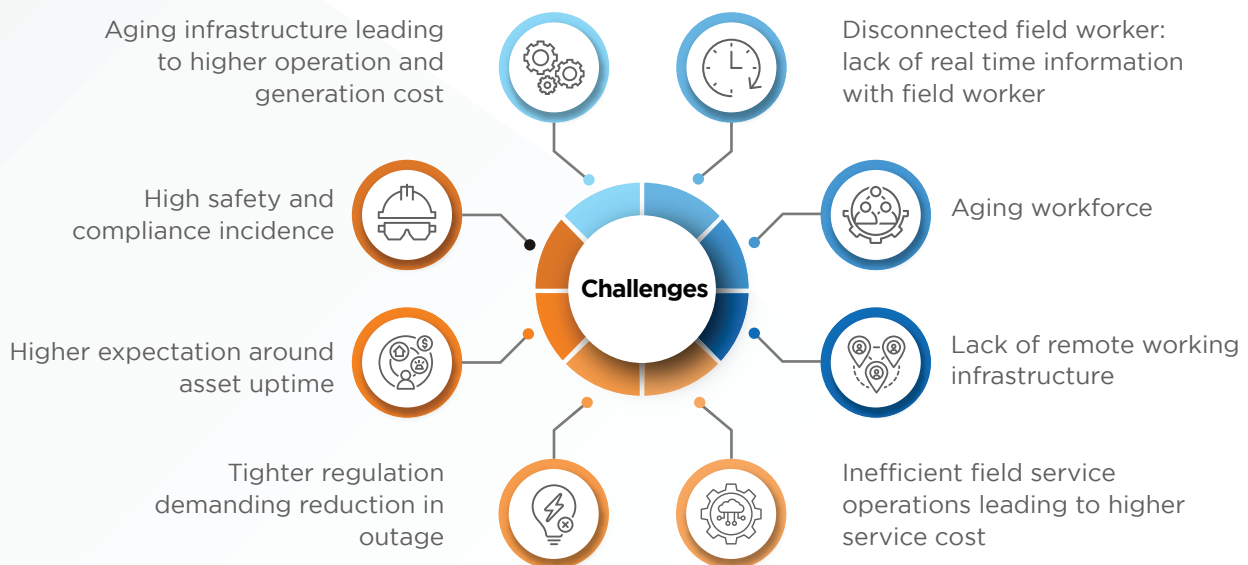 Aging infrastructure leading
to higher operation and
generation cost
Disconnected field worker:
lack of real time information
with field worker
High safety and
compliance incidence
Aging workforce
Challenges
Higher expectation around
asset uptime
Lack of remote working
infrastructure
Tighter regulation
demanding reduction in
outage
Inefficient field service
operations leading to higher
service cost
$